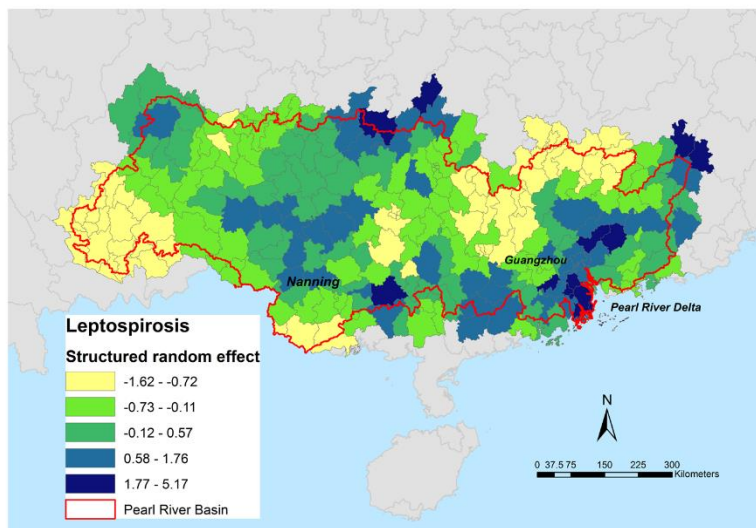 Guangzhou
Nanning
Pearl River Delta
Leptospirosis
Structured random effect
-1.62 - -0.72
-0.73 - -0.11
-0.12 - 0.57
0.58 - 1.76
1.77 - 5.17
Pearl River Basin
N
0 37.5 75 150 225 300
Kilometers